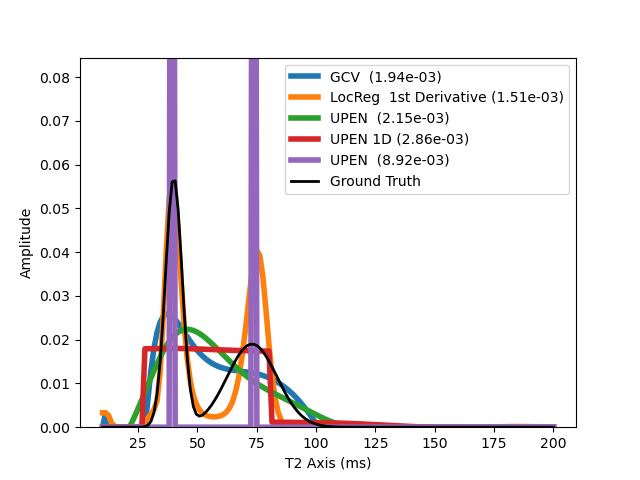 GCV (1.94e-03)
LocReg 1st Derivative (1.51e-03)
UPEN (2.15e-03)
UPEN 1D (2.86e-03)
UPEN (8.92e-03)
Ground Truth
0.08
0.07
0.06
0.05
0.04
0.03
0.02
0.01
0.00
Amplitude
25 50 75 100 125 150 175 200
T2 Axis (ms)